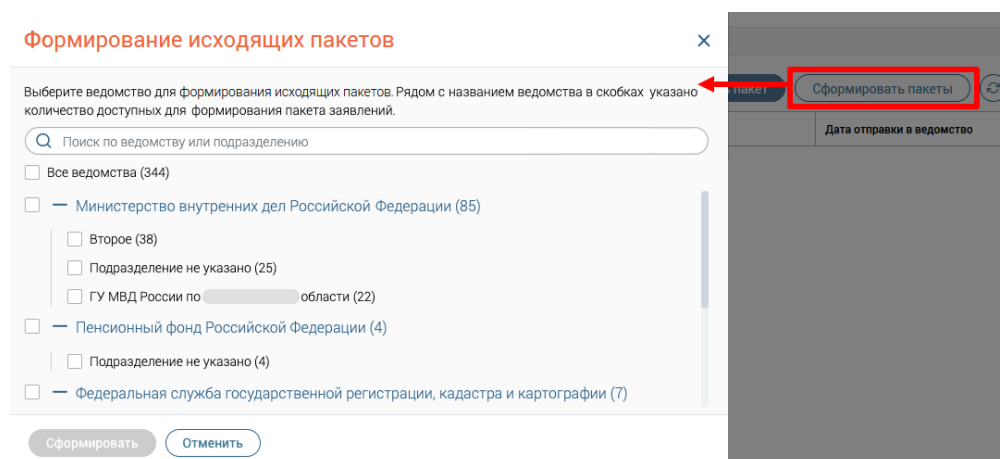 Формирование исходящих пакетов
Выберите ведомство для формирования исходящих пакетов. Рядом с названием ведомства в скобках указано
количество доступных для формирования пакета заявлений.
Поиск по ведомству или подразделению
Все ведомства (344)
Министерство внутренних дел Российской Федерации (85)
Второе (38)
Подразделение не указано (25)
ГУ МВД России по области (22)
Пенсионный фонд Российской Федерации (4)
Подразделение не указано (4)
Федеральная служба государственной регистрации, кадастра и картографии (7)
Сформировать Отменить
пакет Сформировать пакеты
Дата отправки в ведомство